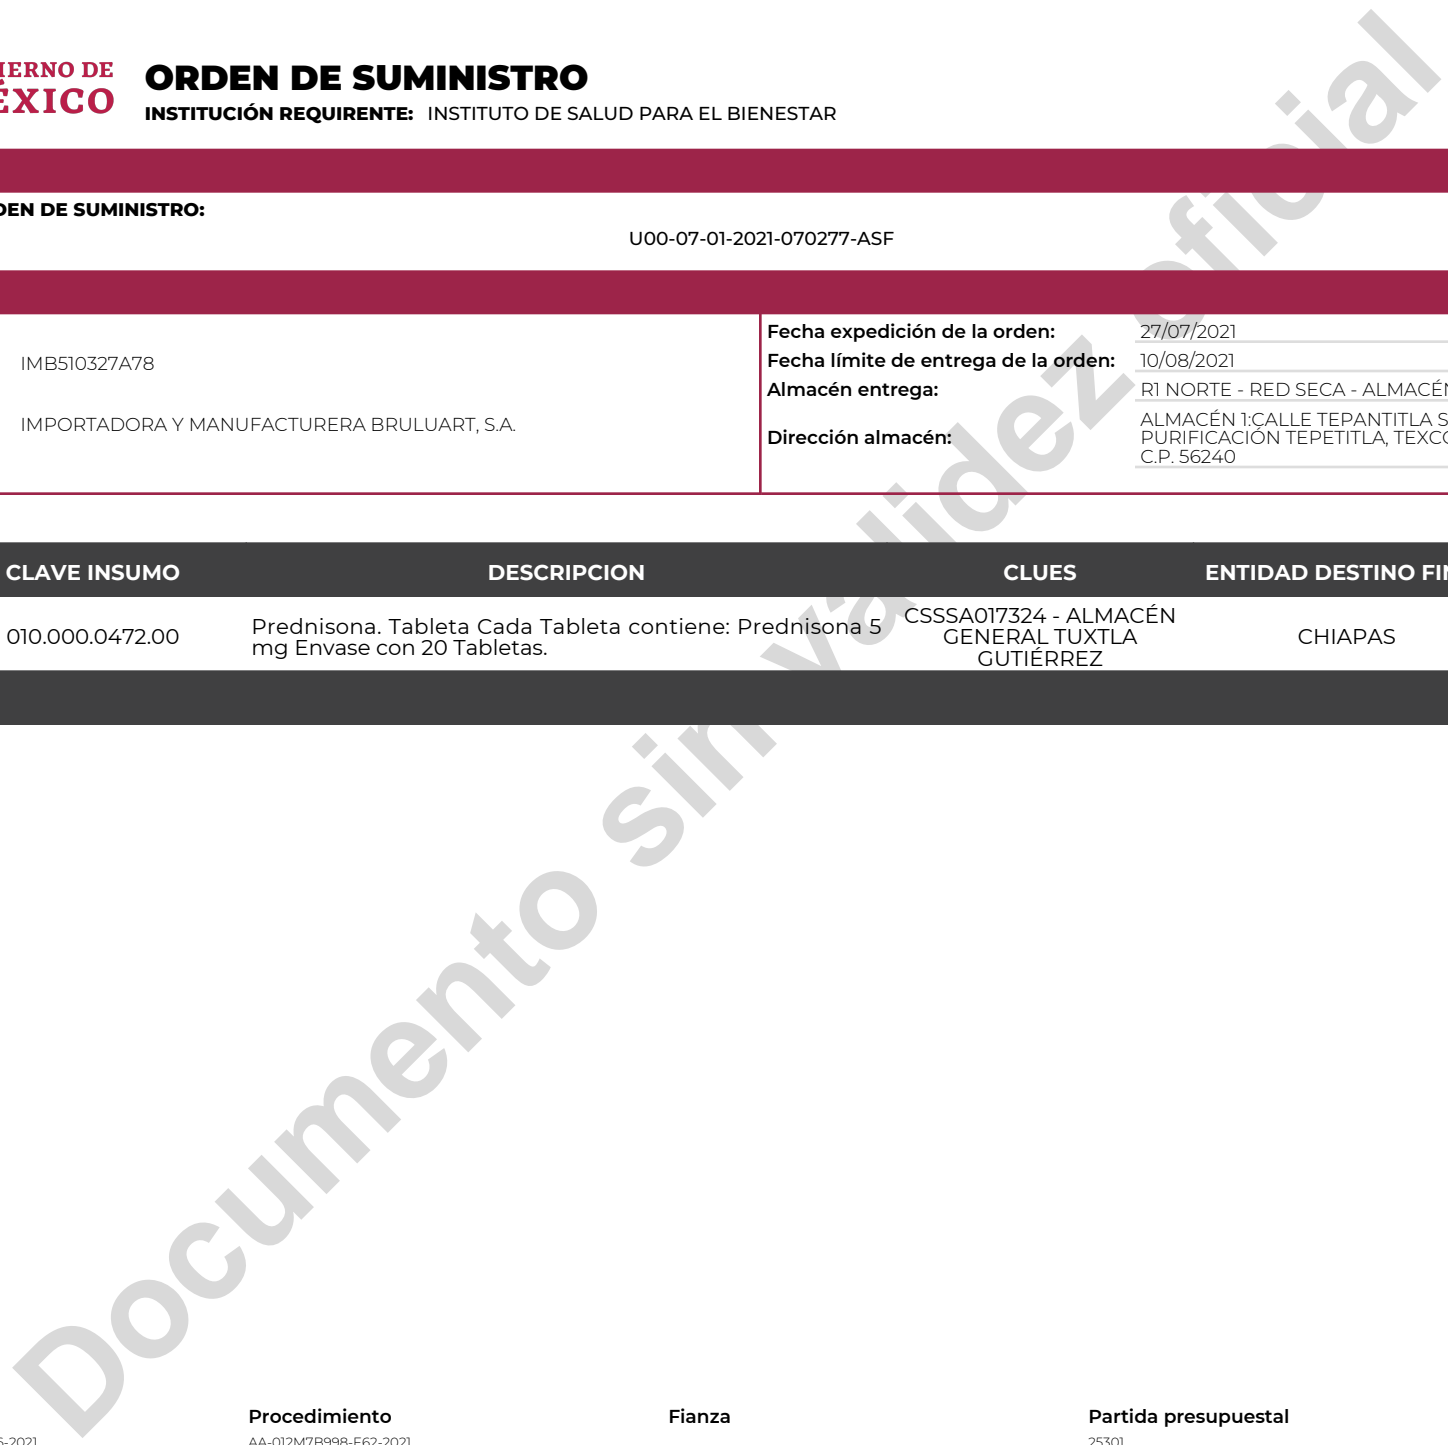 ORDEN DE SUMINISTRO
INSTITUCIÓN REQUIRENTE: INSTITUTO DE SALUD PARA EL BIENESTAR
DE SUMINISTRO:
U00-07-01-2021-070277-ASF
IMB510327A78
IMPORTADORA Y MANUFACTURERA BRULUART, S.A.
Fecha expedición de la orden: 27/07/2021
Fecha límite de entrega de la orden: 10/08/2021
Almacén entrega: R1 NORTE - RED SECA - ALMACÉN
Dirección almacén:
ALMACÉN 1:CALLE TEPANTITLA S
PURIFICACIÓN TEPETITLA, TEXCO
C.P. 56240
CLAVE INSUMO DESCRIPCION CLUES ENTIDAD DESTINO FIN
010.000.0472.00
Prednisona. Tableta Cada Tableta contiene: Prednisona 5
mg Envase con 20 Tabletas.
CSSSA017324 - ALMACÉN
GENERAL TUXTLA
GUTIÉRREZ
CHIAPAS
Documento sin validez oficial
Procedimiento Fianza Partida presupuestal
-2021 AA-012M7B998-E62-2021 25301